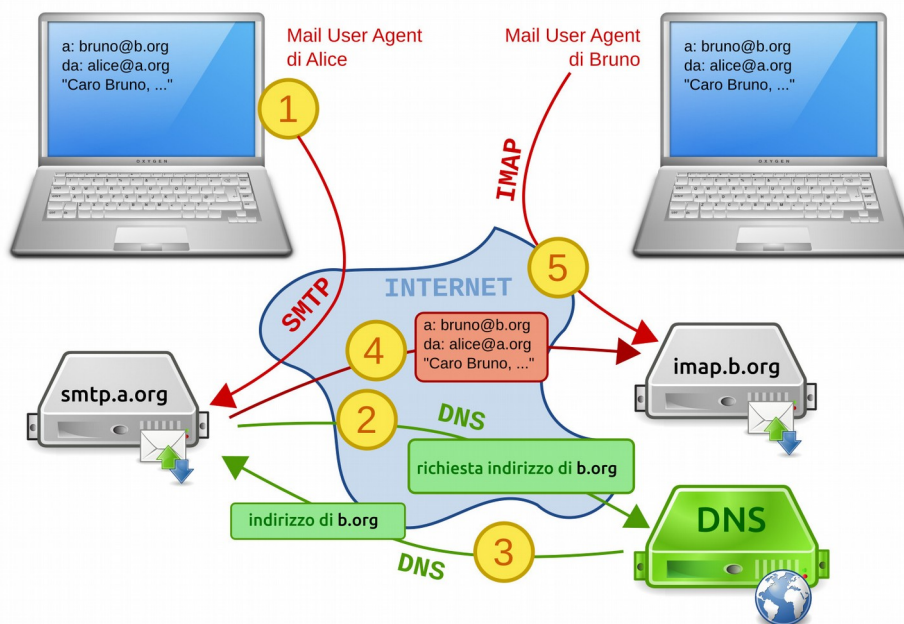 a: bruno@b.org
da: alice@a.org
"Caro Bruno, ..."
Mail User Agent
di Alice
1
OXYGEN
Mail User Agent
di Bruno
a: bruno@b.org
da: alice@a.org
"Caro Bruno, ..."
OXYGEN
IMAP
5
INTERNET
SMTP
4
a: bruno@b.org
da: alice@a.org
"Caro Bruno, ..."
imap.b.org
smtp.a.org
2
DNS
richiesta indirizzo di b.org
indirizzo di b.org
DNS
3
DNS